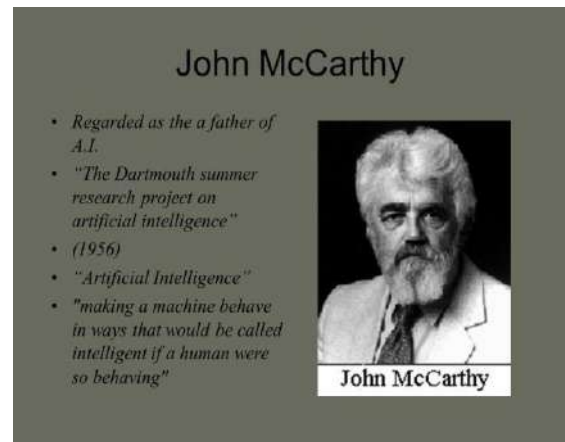 John McCarthy
• Regarded as the a father of
A.I.
• "The Dartmouth summer
research project on
artificial intelligence"
• (1956)
• "Artificial Intelligence"
• "making a machine behave
in ways that would be called
intelligent if a human were
so behaving"
John McCarthy